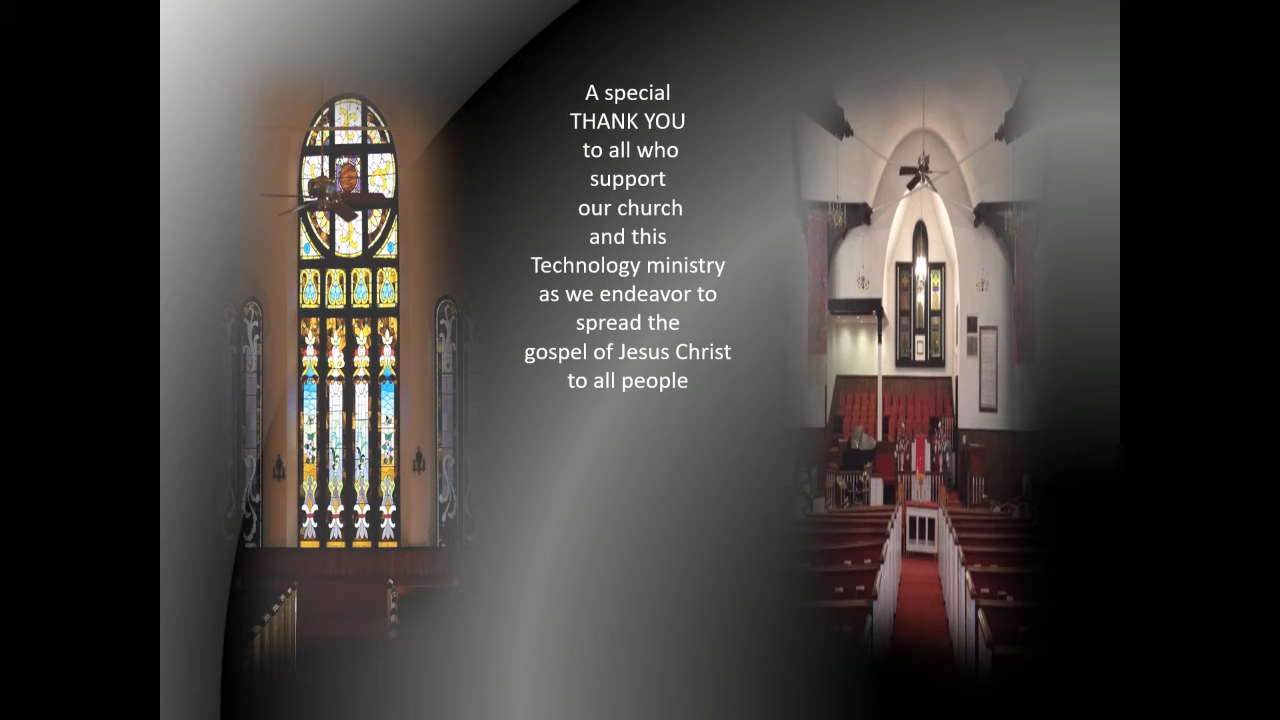 A special
THANK YOU
to all who
support
our church
and this
Technology ministry
as we endeavor to
spread the
gospel of Jesus Christ
to all people